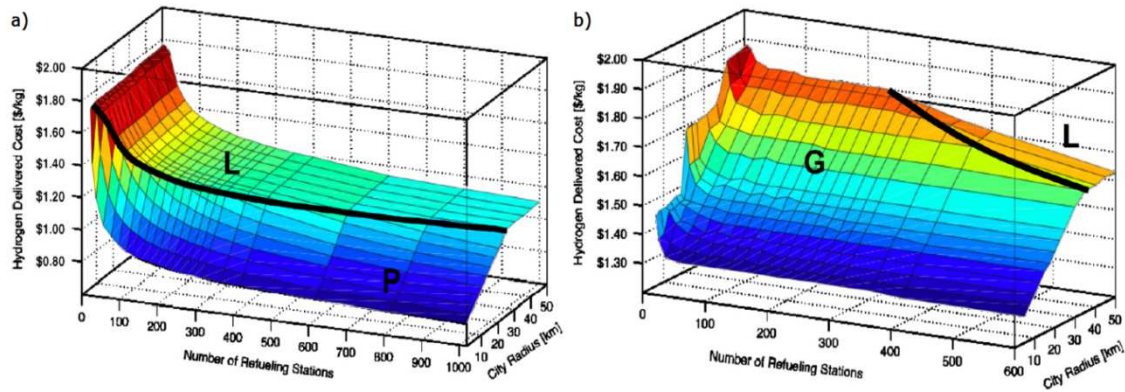 a)
$2.00
$1.80
$1.60
$1.40
$1.20
$1.00
$0.80
Hydrogen Delivered Cost [$/kg]
L
P
0 100 200 300 400 500 600 700 800 900 1000
Number of Refueling Stations
10 20 30 40 50
City Radius [km]
b)
$2.00
$1.90
$1.80
$1.70
$1.60
$1.50
$1.40
$1.30
Hydrogen Delivered Cost [$/kg]
G
L
0 100 200 300 400 500 600
Number of Refueling Stations
10 20 30 40 50
City Radius [km]